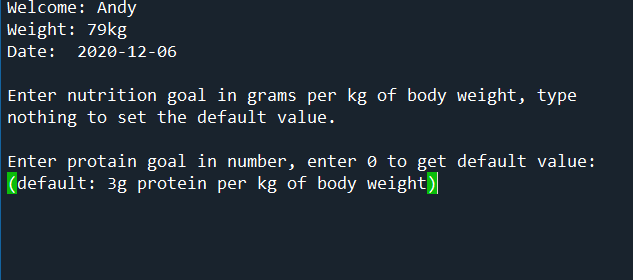 Welcome: Andy
Weight: 79kg
Date:  2020-12-06
Enter nutrition goal in grams per kg of body weight, type
nothing to set the default value.
Enter protain goal in number, enter 0 to get default value:
(default: 3g protein per kg of body weight)